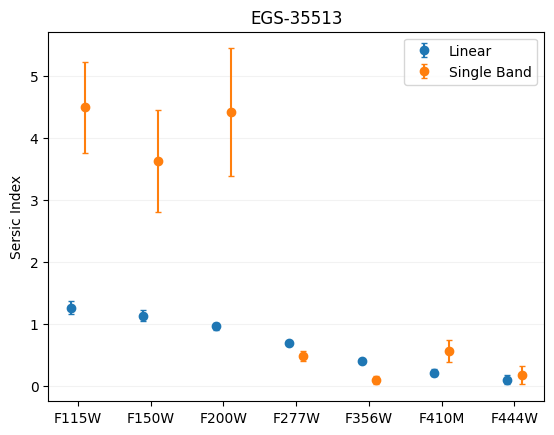 EGS-35513
Linear
Single Band
Sersic Index
5
4
3
2
1
0
F115W F150W F200W F277W F356W F410M F444W